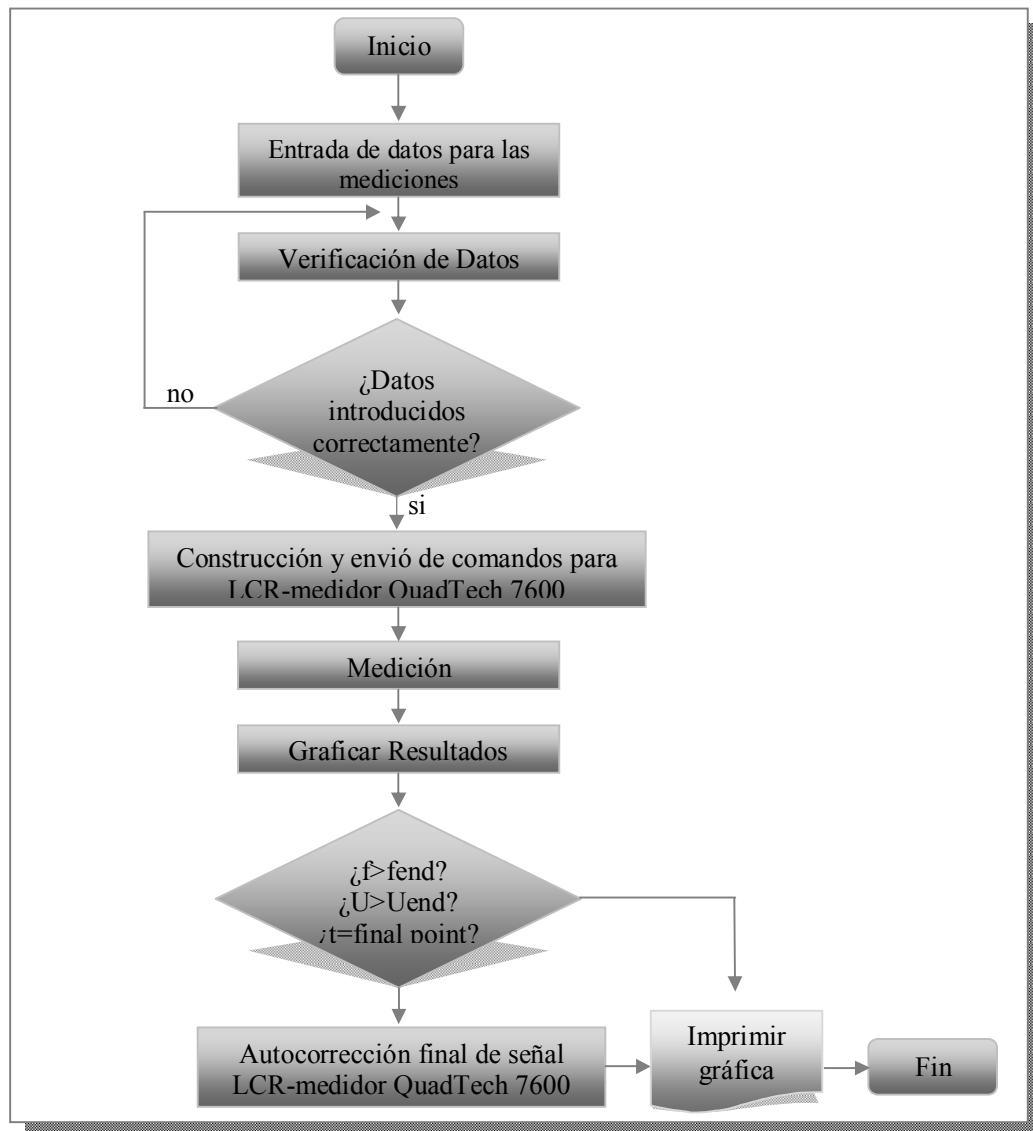 Inicio
Entrada de datos para las
mediciones
Verificación de Datos
¿Datos
introducidos
correctamente?
no
si
Construcción y envió de comandos para
LCR-medidor QuadTech 7600
Medición
Graficar Resultados
¿f>fend?
¿U>Uend?
¿t=final point?
Autocorrección final de señal
LCR-medidor QuadTech 7600
Imprimir
gráfica
Fin